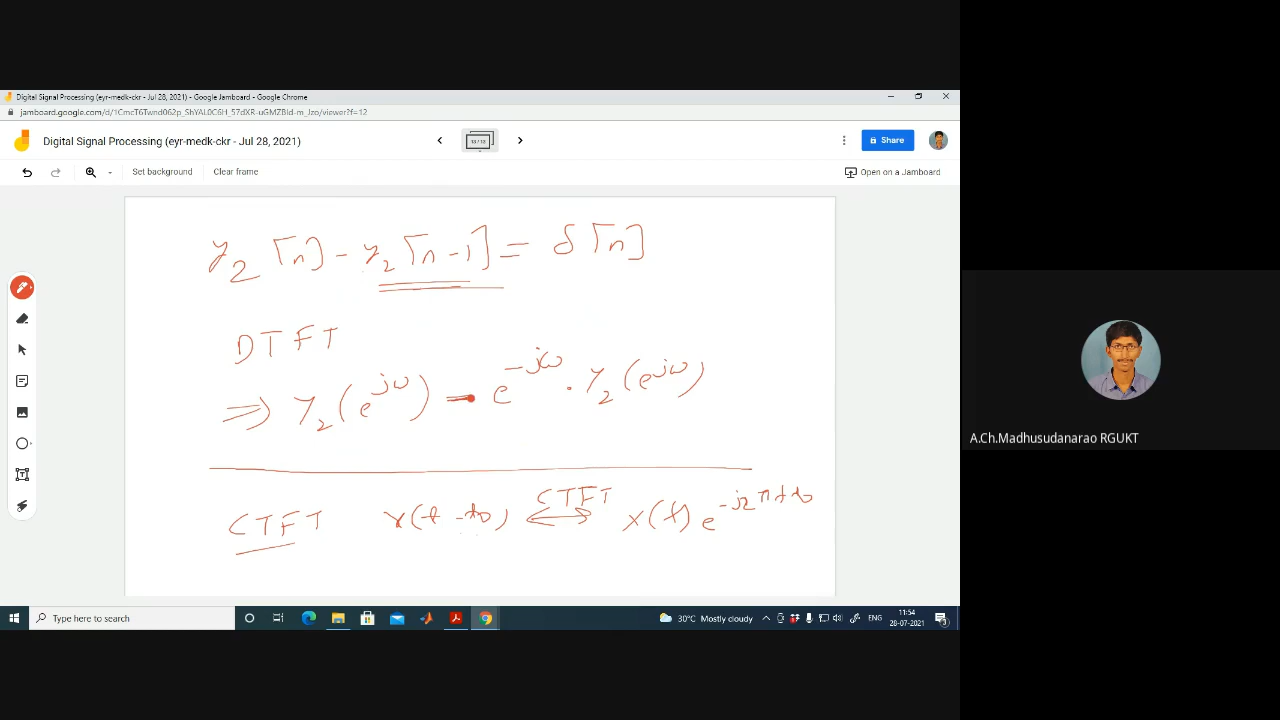 Digital Signal Processing (eyr-medk-ckr - Jul 28, 2021) - Google Jamboard - Google Chrome
Digital Signal Processing (eyr-medk-ckr - Jul 28, 2021)
13 / 13
Share
Set background
Clear frame
Open on a Jamboard
y₂[n] - y₂[n-1] = δ[n]
DTFT
⇒ Y₂(e^{jω}) - e^{-jω} · Y₂(e^{jω})
CTFT x(t-t₀) ⟷ X(f) e^{-j2πft₀}
CTFT
A.Ch.Madhusudanarao RGUKT
Type here to search
30°C Mostly cloudy
ENG
11:54
28-07-2021
3